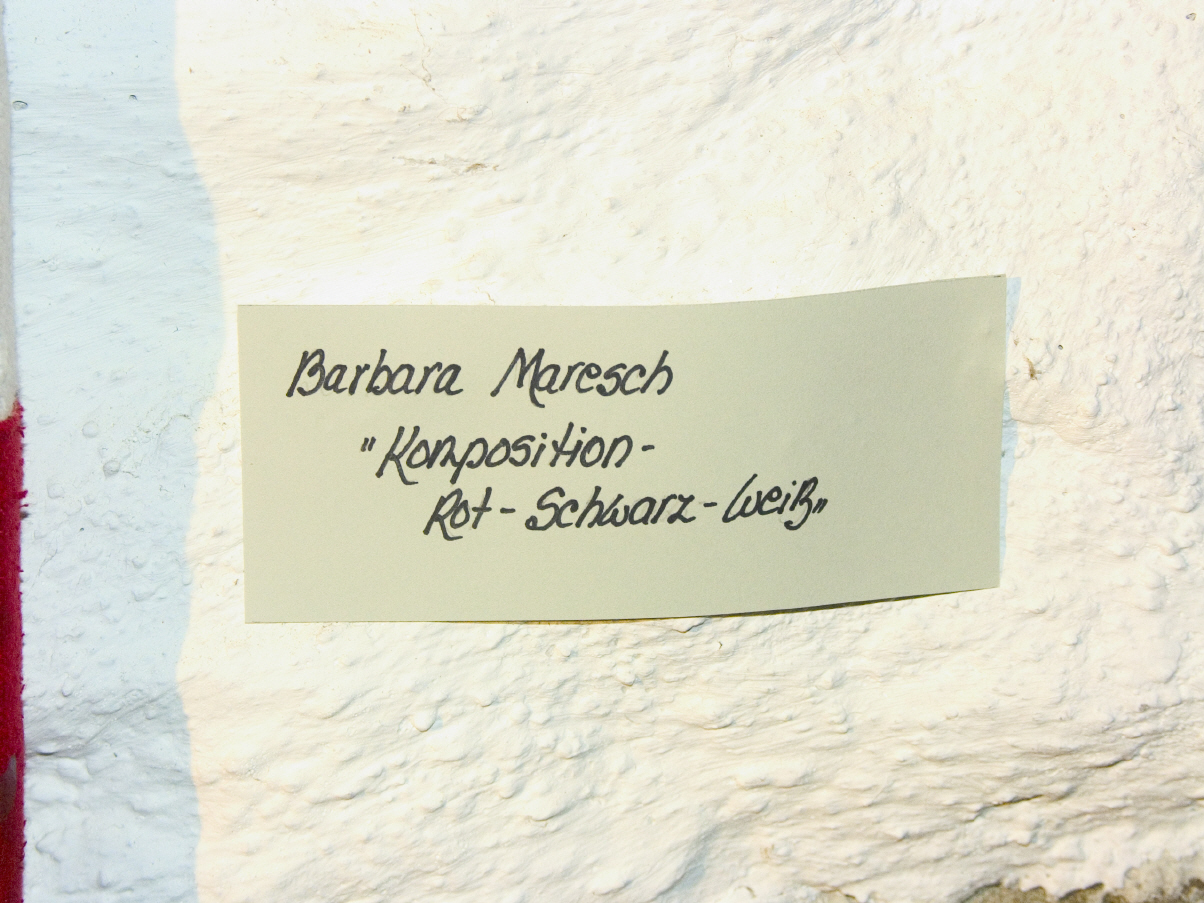 Barbara Maresch
"Komposition-
Rot-Schwarz-Weiß"